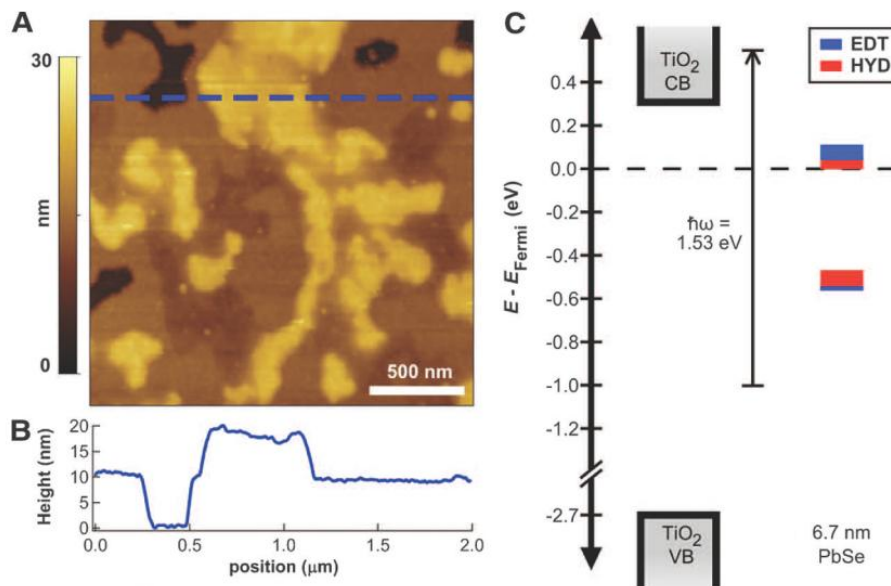 A
30
nm
0
500 nm
B
Height (nm)
20
15
10
5
0
0.0
0.5
1.0
1.5
2.0
position (μm)
C
E - E_Fermi (eV)
0.4
0.2
0.0
-0.2
-0.4
-0.6
-0.8
-1.0
-1.2
-2.7
TiO₂
CB
ħω =
1.53 eV
EDT
HYD
TiO₂
VB
6.7 nm
PbSe